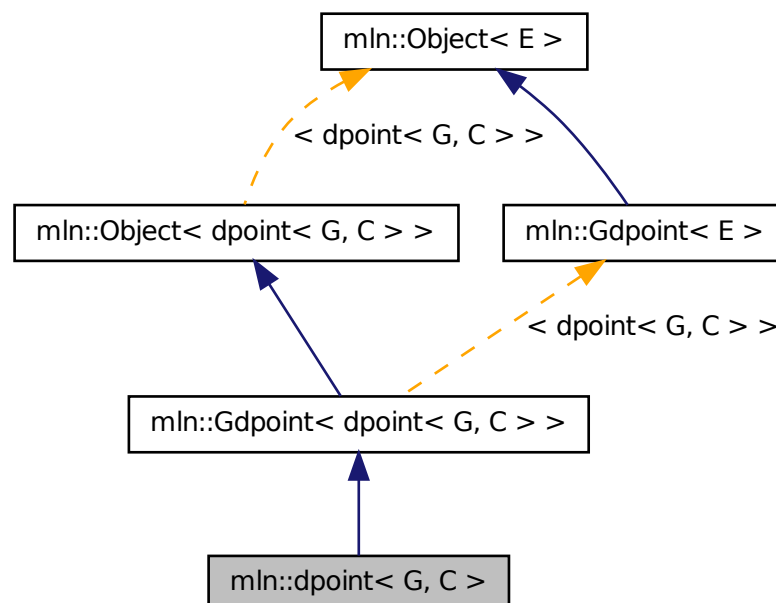 mln::Object< E >
< dpoint< G, C > >
mln::Object< dpoint< G, C > >
mln::Gdpoint< E >
< dpoint< G, C > >
mln::Gdpoint< dpoint< G, C > >
mln::dpoint< G, C >